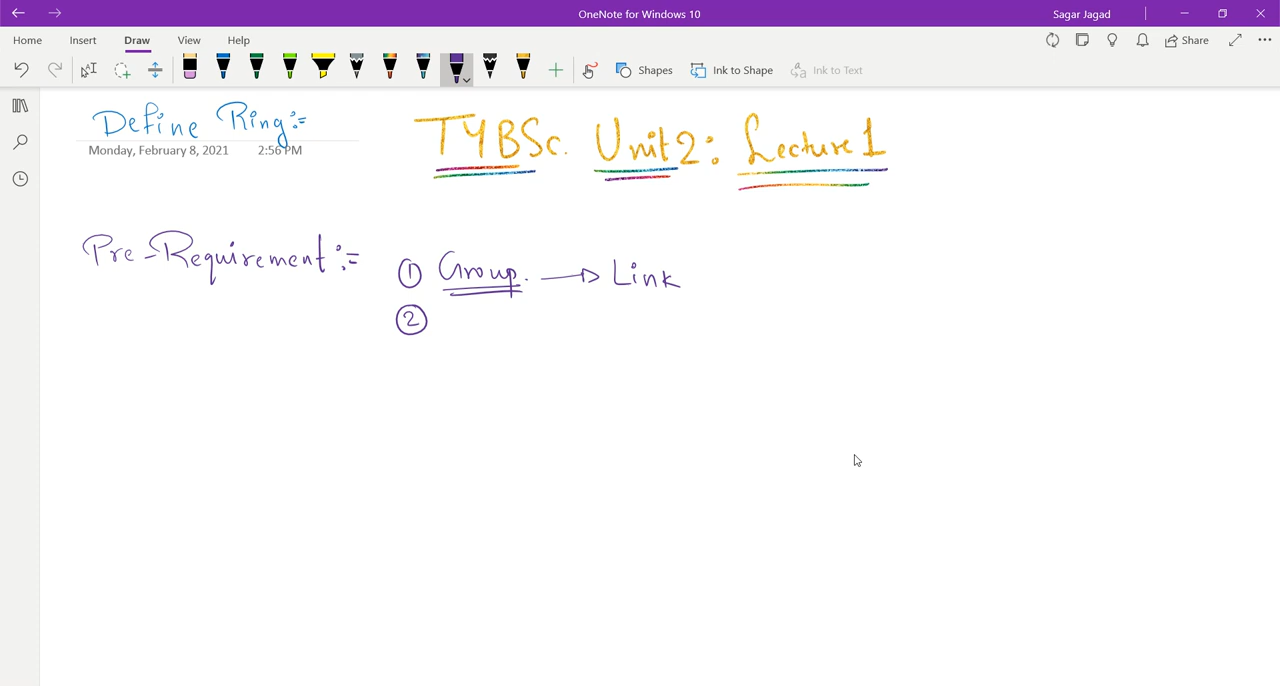 OneNote for Windows 10
Sagar Jagad
Home Insert Draw View Help
Share
Shapes Ink to Shape Ink to Text
Define Ring:=
Monday, February 8, 2021 2:56 PM
TYBSc. Unit 2: Lecture 1
Pre-Requirement:=
① Group. → Link
②